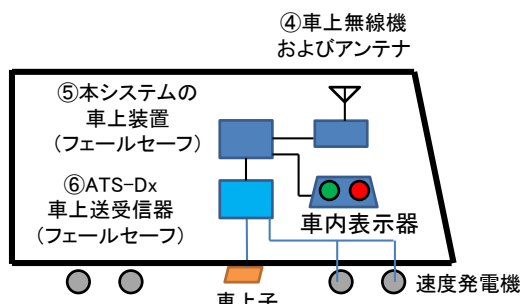 ④車上無線機
およびアンテナ
⑤本システムの
車上装置
(フェールセーフ)
⑥ATS-Dx
車上送受信器
(フェールセーフ)
車内表示器
速度発電機
車上子